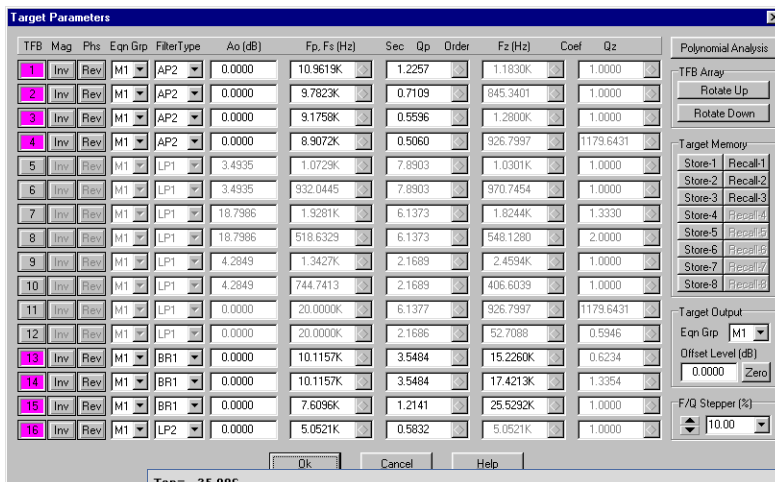 Target Parameters
TFB Mag Phs Eqn Grp FilterType Ao (dB) Fp, Fs (Hz) Sec Qp Order Fz (Hz) Coef Qz
1 Inv Rev M1 AP2 0.0000 10.9619K 1.2257 1.1830K 1.0000
2 Inv Rev M1 AP2 0.0000 9.7823K 0.7109 845.3401 1.0000
3 Inv Rev M1 AP2 0.0000 9.1758K 0.5596 1.2800K 1.0000
4 Inv Rev M1 AP2 0.0000 8.9072K 0.5060 926.7997 1179.6431
5 Inv Rev M1 LP1 3.4935 1.0729K 7.8903 1.0301K 1.0000
6 Inv Rev M1 LP1 3.4935 932.0445 7.8903 970.7454 1.0000
7 Inv Rev M1 LP1 18.7986 1.9281K 6.1373 1.8244K 1.3330
8 Inv Rev M1 LP1 18.7986 518.6329 6.1373 548.1280 2.0000
9 Inv Rev M1 LP1 4.2849 1.3427K 2.1689 2.4594K 1.0000
10 Inv Rev M1 LP1 4.2849 744.7413 2.1689 406.6039 1.0000
11 Inv Rev M1 LP1 0.0000 20.0000K 6.1377 926.7997 1179.6431
12 Inv Rev M1 LP1 0.0000 20.0000K 2.1686 52.7088 0.5946
13 Inv Rev M1 BR1 0.0000 10.1157K 3.5484 15.2260K 0.6234
14 Inv Rev M1 BR1 0.0000 10.1157K 3.5484 17.4213K 1.3354
15 Inv Rev M1 BR1 0.0000 7.6096K 1.2141 25.5292K 1.0000
16 Inv Rev M1 LP2 0.0000 5.0521K 0.5832 5.0521K 1.0000
Ok Cancel Help
Polynomial Analysis
TFB Array
Rotate Up
Rotate Down
Target Memory
Store-1 Recall-1
Store-2 Recall-2
Store-3 Recall-3
Store-4 Recall-4
Store-5 Recall-5
Store-6 Recall-6
Store-7 Recall-7
Store-8 Recall-8
Target Output
Eqn Grp M1
Offset Level (dB)
0.0000 Zero
F/Q Stepper (%)
10.00